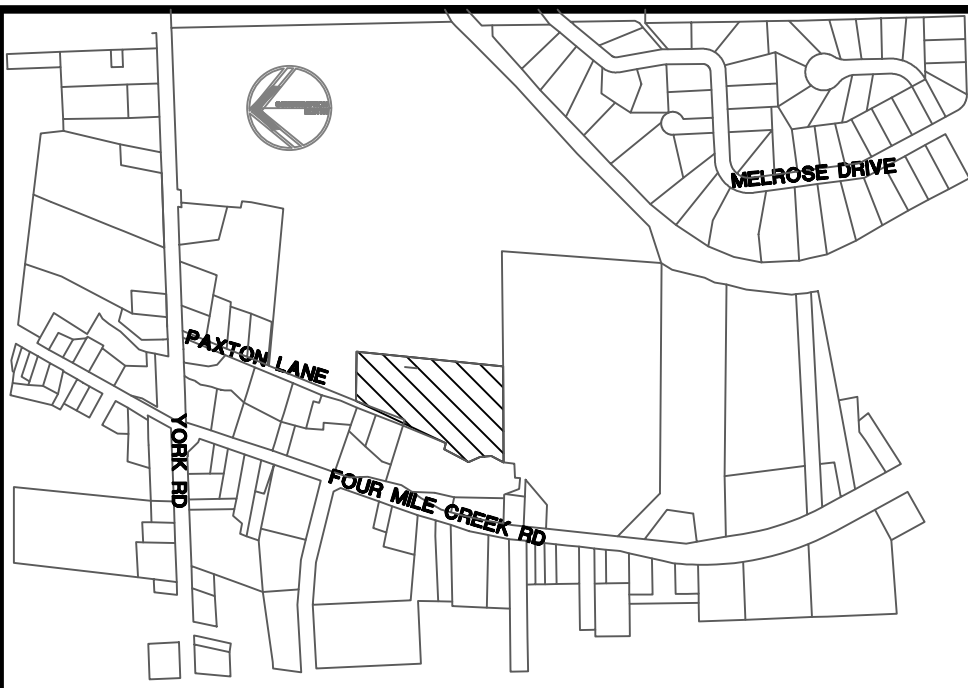 MELROSE DRIVE
PAXTON LANE
YORK RD
FOUR MILE CREEK RD